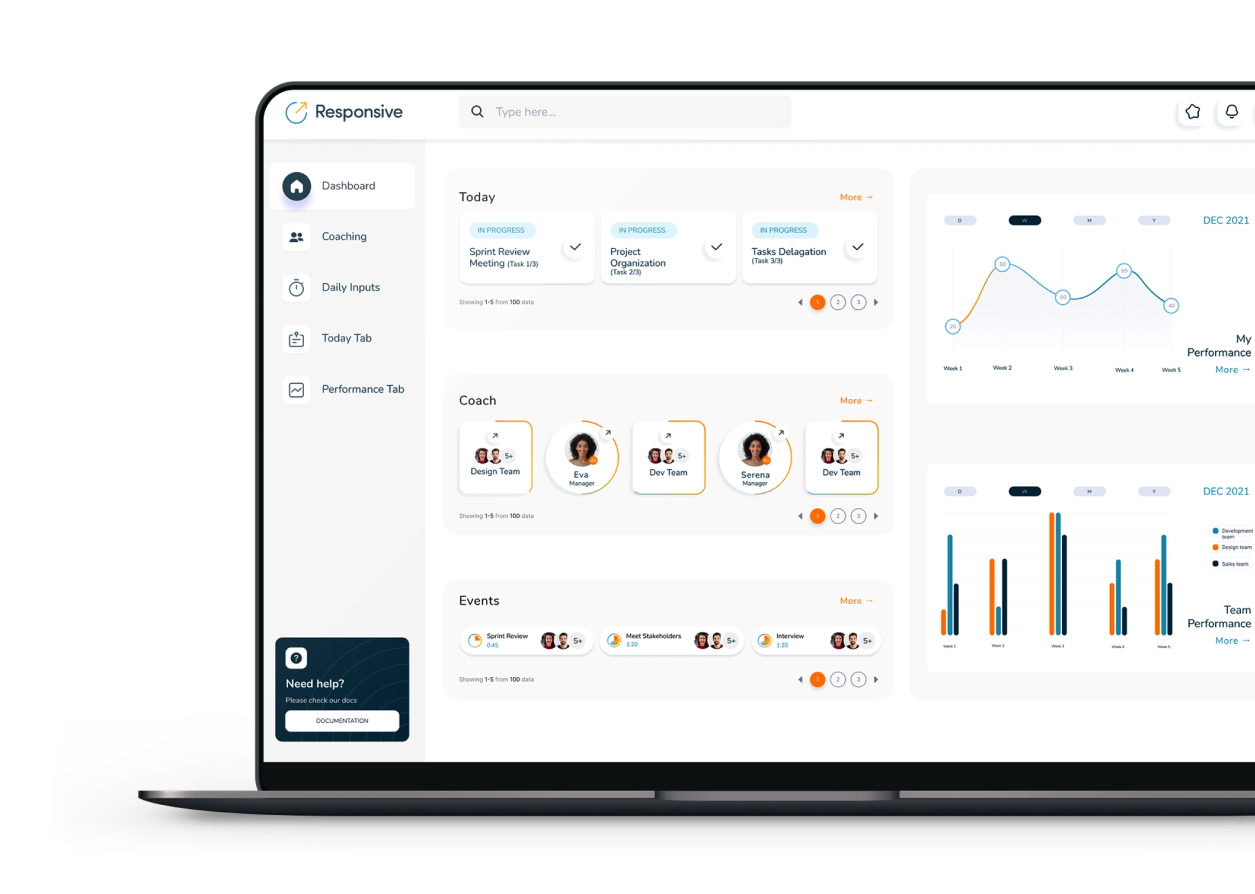 Responsive
Type here...
Dashboard
Coaching
Daily Inputs
Today Tab
Performance Tab
Need help?
Please check our docs
DOCUMENTATION
Today
More →
IN PROGRESS
Sprint Review
Meeting (Task 1/3)
IN PROGRESS
Project
Organization
(Task 2/3)
IN PROGRESS
Tasks Delagation
(Task 3/3)
Showing 1-5 from 100 data
1 2 3
Coach
More →
5+
Design Team
Eva
Manager
5+
Dev Team
Serena
Manager
5+
Dev Team
Showing 1-5 from 100 data
1 2 3
Events
More →
Sprint Review
0:45
5+
Meet Stakeholders
1:20
5+
Interview
1:20
5+
Showing 1-5 from 100 data
1 2 3
D W M Y
DEC 2021
20
60
50
55
40
Week 1 Week 2 Week 3 Week 4 Week 5
My
Performance
More →
D W M Y
DEC 2021
Development
team
Design team
Sales team
Week 1 Week 2 Week 3 Week 4 Week 5
Team
Performance
More →